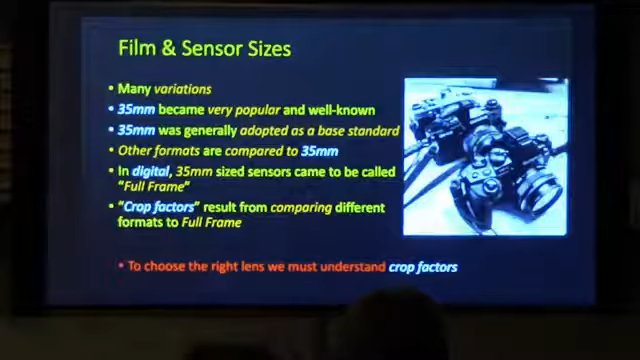 Film & Sensor Sizes
• Many variations
• 35mm became very popular and well-known
• 35mm was generally adopted as a base standard
• Other formats are compared to 35mm
• In digital, 35mm sized sensors came to be called
"Full Frame"
• "Crop factors" result from comparing different
formats to Full Frame
• To choose the right lens we must understand crop factors